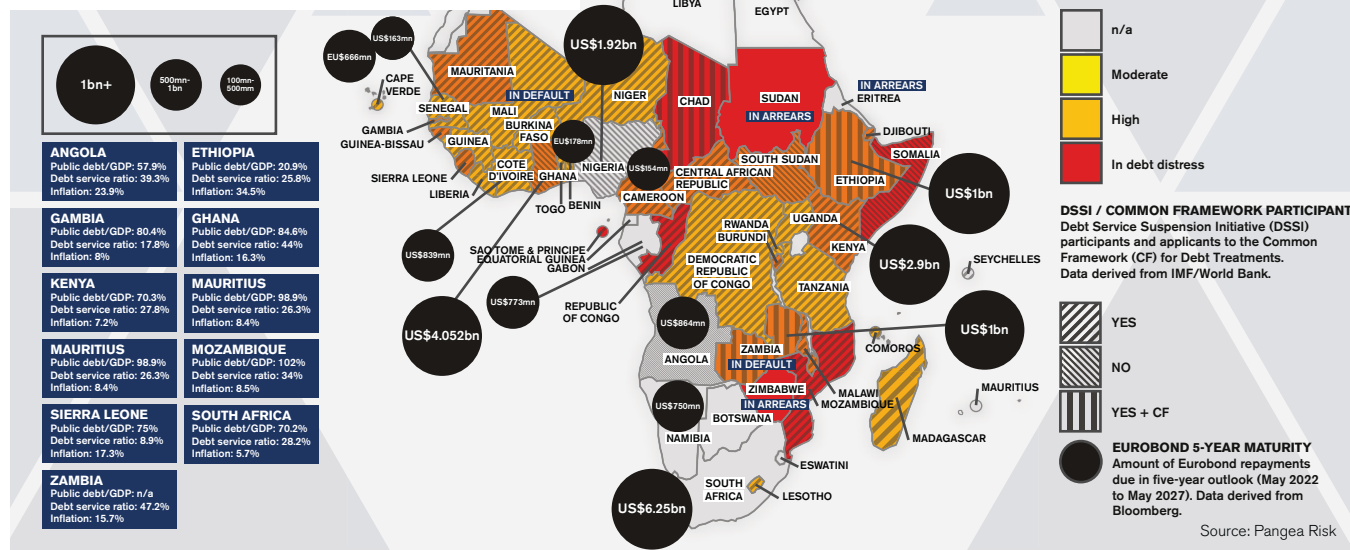 1bn+
500mn-
1bn
100mn-
500mm
ANGOLA
Public debt/GDP: 57.9%
Debt service ratio: 39.3%
Inflation: 23.9%
ETHIOPIA
Public debt/GDP: 20.9%
Debt service ratio: 25.8%
Inflation: 34.5%
GAMBIA
Public debt/GDP: 80.4%
Debt service ratio: 17.8%
Inflation: 8%
GHANA
Public debt/GDP: 84.6%
Debt service ratio: 44%
Inflation: 16.3%
KENYA
Public debt/GDP: 70.3%
Debt service ratio: 27.8%
Inflation: 7.2%
MAURITIUS
Public debt/GDP: 98.9%
Debt service ratio: 26.3%
Inflation: 8.4%
MAURITIUS
Public debt/GDP: 98.9%
Debt service ratio: 26.3%
Inflation: 8.4%
MOZAMBIQUE
Public debt/GDP: 102%
Debt service ratio: 34%
Inflation: 8.5%
SIERRA LEONE
Public debt/GDP: 75%
Debt service ratio: 8.9%
Inflation: 17.3%
SOUTH AFRICA
Public debt/GDP: 70.2%
Debt service ratio: 28.2%
Inflation: 5.7%
ZAMBIA
Public debt/GDP: n/a
Debt service ratio: 47.2%
Inflation: 15.7%
LIBYA
EGYPT
US$163mn
EU$666mn
US$1.92bn
CAPE
VERDE
MAURITANIA
IN DEFAULT
SENEGAL
MALI
NIGER
CHAD
SUDAN
IN ARREARS
IN ARREARS
ERITREA
GAMBIA
GUINEA-BISSAU
GUINEA
BURKINA
FASO
EU$178mn
DJIBOUTI
SOMALIA
COTE
D'IVOIRE
GHANA
NIGERIA
US$154mn
SOUTH SUDAN
CENTRAL AFRICAN
REPUBLIC
ETHIOPIA
US$1bn
SIERRA LEONE
LIBERIA
TOGO
BENIN
CAMEROON
RWANDA
BURUNDI
UGANDA
KENYA
SAO TOME & PRINCIPE
EQUATORIAL GUINEA
GABON
US$839mn
DEMOCRATIC
REPUBLIC
OF CONGO
TANZANIA
US$2.9bn
SEYCHELLES
US$773mn
REPUBLIC
OF CONGO
US$4.052bn
US$864mn
ANGOLA
ZAMBIA
IN DEFAULT
US$1bn
COMOROS
ZIMBABWE
IN ARREARS
MALAWI
MOZAMBIQUE
MAURITIUS
US$750mn
BOTSWANA
NAMIBIA
MADAGASCAR
ESWATINI
SOUTH
AFRICA
LESOTHO
US$6.25bn
n/a
Moderate
High
In debt distress
DSSI / COMMON FRAMEWORK PARTICIPANT
Debt Service Suspension Initiative (DSSI)
participants and applicants to the Common
Framework (CF) for Debt Treatments.
Data derived from IMF/World Bank.
YES
NO
YES + CF
EUROBOND 5-YEAR MATURITY
Amount of Eurobond repayments
due in five-year outlook (May 2022
to May 2027). Data derived from
Bloomberg.
Source: Pangea Risk